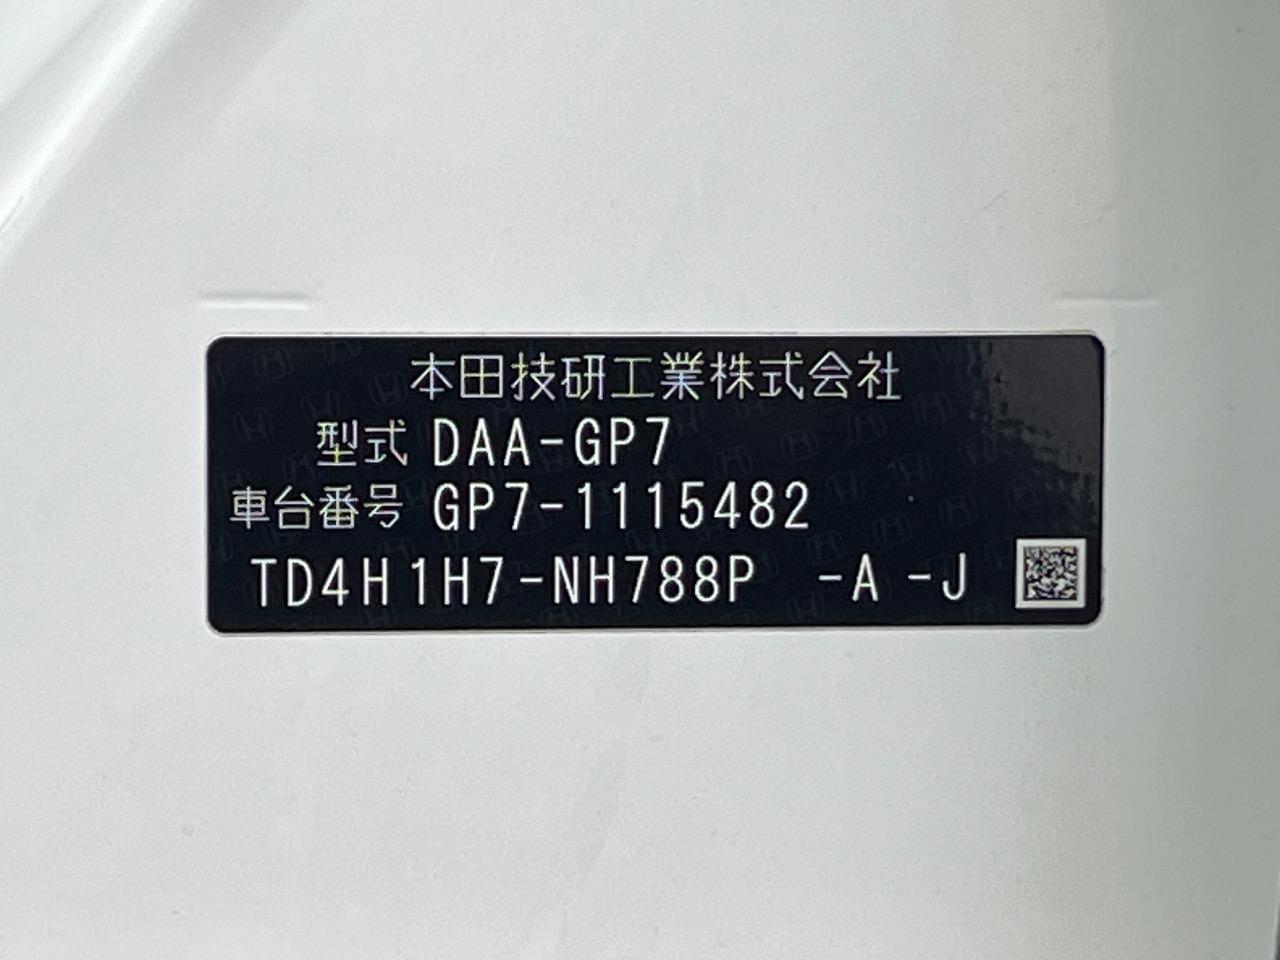 本田技研工業株式会社
型式 DAA-GP7
車台番号 GP7-1115482
TD4H1H7-NH788P -A -J